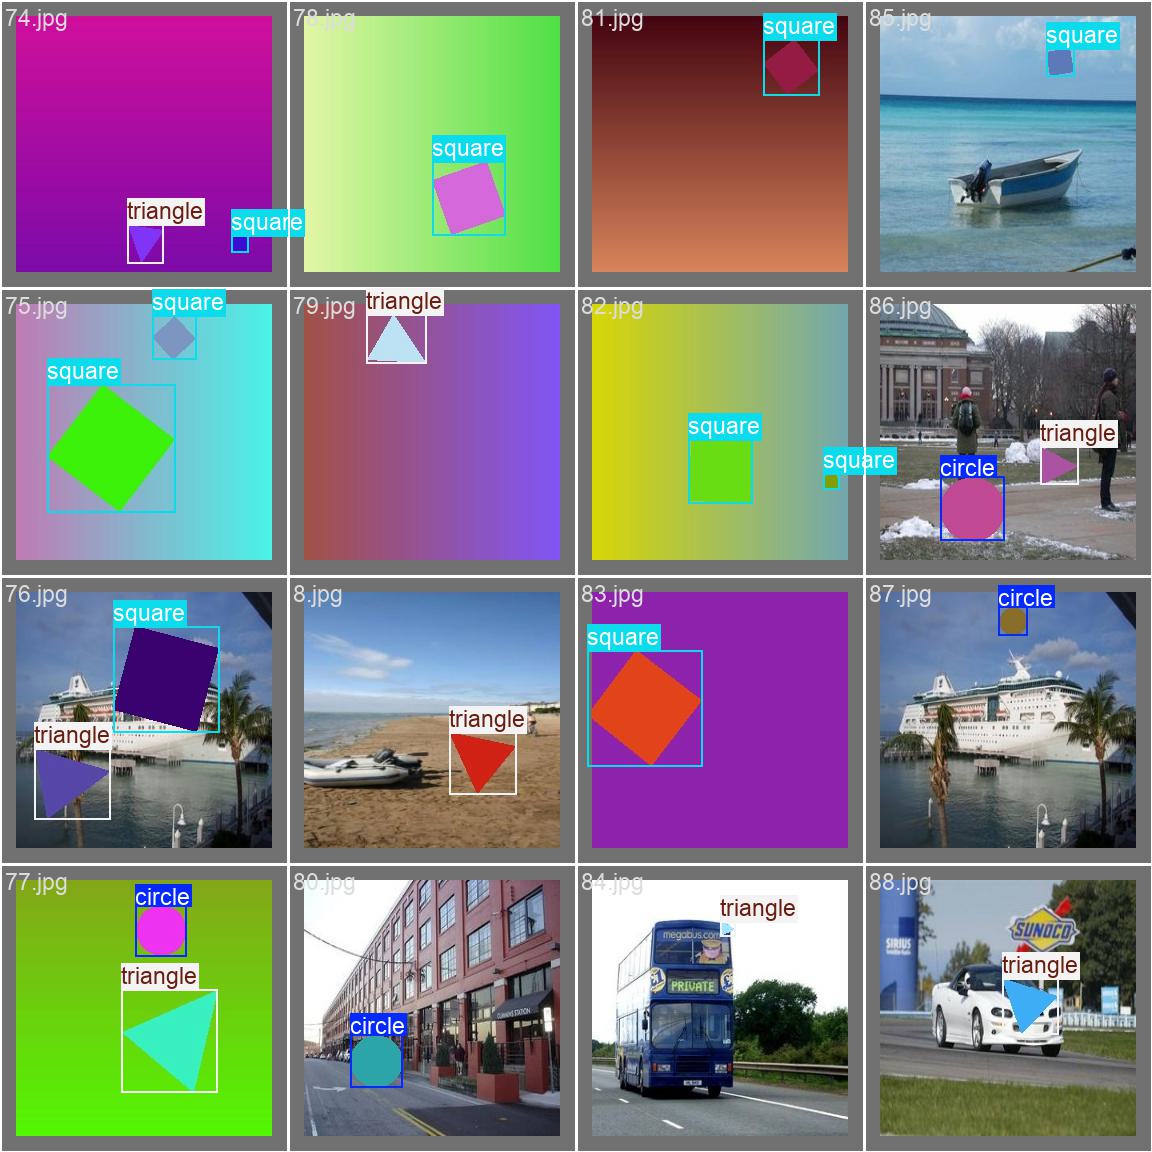 74.jpg
triangle
square
78.jpg
square
81.jpg
square
85.jpg
square
75.jpg
square
square
79.jpg
triangle
82.jpg
square
square
86.jpg
triangle
circle
76.jpg
square
triangle
8.jpg
triangle
83.jpg
square
87.jpg
circle
77.jpg
circle
triangle
80.jpg
circle
84.jpg
triangle
megabus.com
£1
PRIVATE
88.jpg
triangle
SIRIUS
SUNOCO